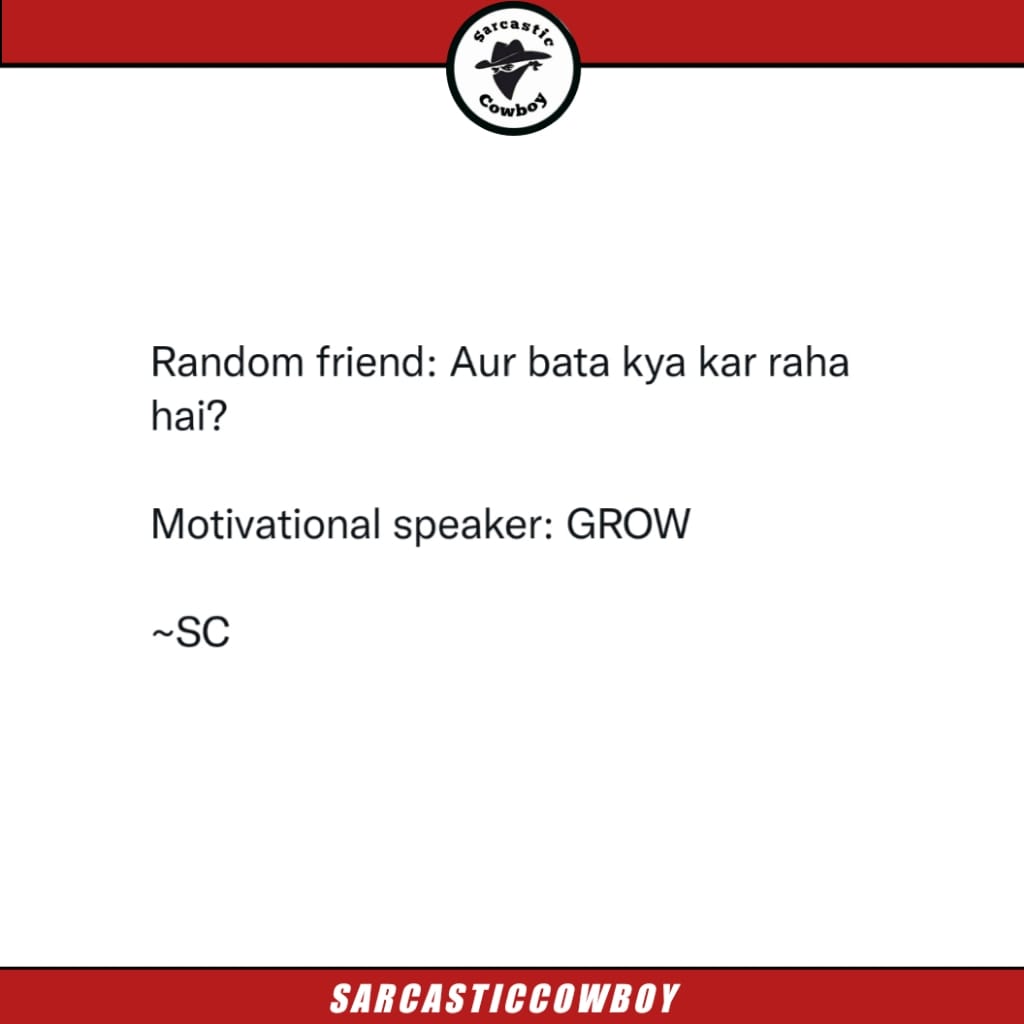 Sarcastic
Cowboy
Random friend: Aur bata kya kar raha
hai?
Motivational speaker: GROW
~SC
SARCASTICCOWBOY